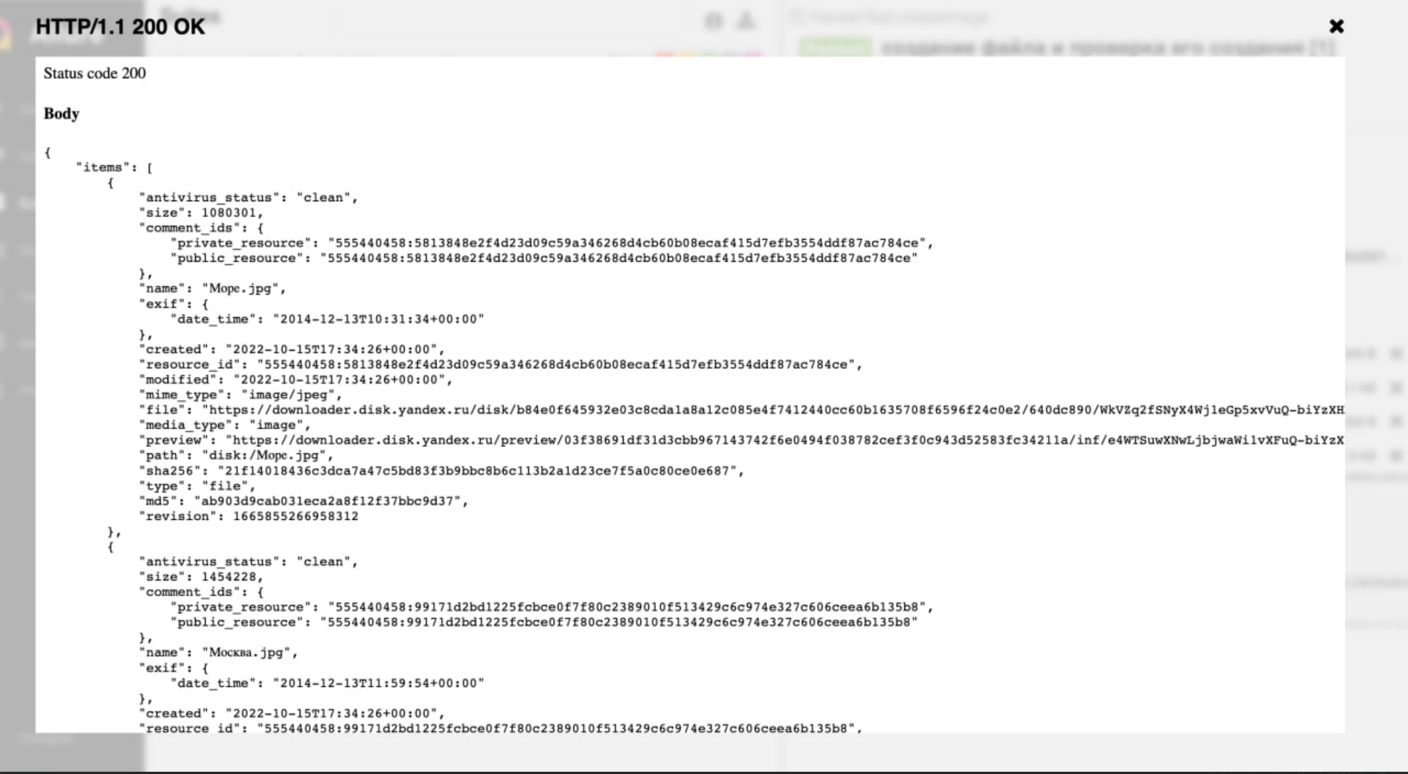 HTTP/1.1 200 OK
создание файла и проверка его создания [1]
Status code 200
Body
{
"items": [
{
"antivirus_status": "clean",
"size": 1080301,
"comment_ids": {
"private_resource": "555440458:5813848e2f4d23d09c59a346268d4cb60b08ecaf415d7efb3554ddf87ac784ce",
"public_resource": "555440458:5813848e2f4d23d09c59a346268d4cb60b08ecaf415d7efb3554ddf87ac784ce"
},
"name": "Море.jpg",
"exif": {
"date_time": "2014-12-13T10:31:34+00:00"
},
"created": "2022-10-15T17:34:26+00:00",
"resource_id": "555440458:5813848e2f4d23d09c59a346268d4cb60b08ecaf415d7efb3554ddf87ac784ce",
"modified": "2022-10-15T17:34:26+00:00",
"mime_type": "image/jpeg",
"file": "https://downloader.disk.yandex.ru/disk/b84e0f645932e03c8cda1a8a12c085e4f7412440cc60b1635708f6596f24c0e2/640dc890/WkVZq2fSNyX4Wj1eGp5xvVuQ-biYzXH
"media_type": "image",
"preview": "https://downloader.disk.yandex.ru/preview/03f38691df31d3cbb967143742f6e0494f038782cef3f0c943d52583fc34211a/inf/e4WTSuwXNwLjbjwaWi1vXFuQ-biYzX
"path": "disk:/Море.jpg",
"sha256": "21f14018436c3dca7a47c5bd83f3b9bbc8b6c113b2a1d23ce7f5a0c80ce0e687",
"type": "file",
"md5": "ab903d9cab031eca2a8f12f37bbc9d37",
"revision": 1665855266958312
},
{
"antivirus_status": "clean",
"size": 1454228,
"comment_ids": {
"private_resource": "555440458:99171d2bd1225fcbce0f7f80c2389010f513429c6c974e327c606ceea6b135b8",
"public_resource": "555440458:99171d2bd1225fcbce0f7f80c2389010f513429c6c974e327c606ceea6b135b8"
},
"name": "Москва.jpg",
"exif": {
"date_time": "2014-12-13T11:59:54+00:00"
},
"created": "2022-10-15T17:34:26+00:00",
"resource_id": "555440458:99171d2bd1225fcbce0f7f80c2389010f513429c6c974e327c606ceea6b135b8",